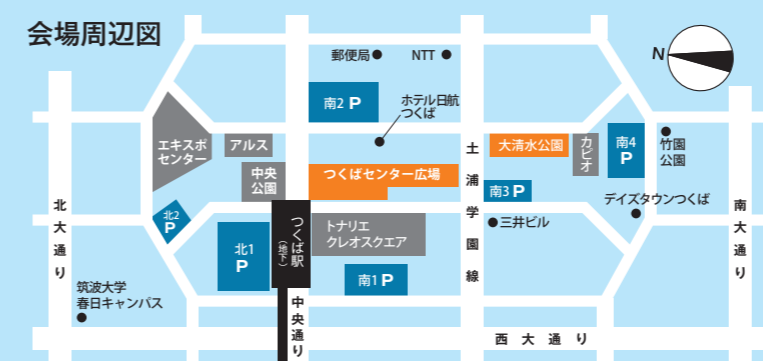 会場周辺図
郵便局
NTT
N
南2 P
ホテル日航
つくば
エキスポ
センター
アルス
中央
公園
つくばセンター広場
土浦学園線
大清水公園
カピオ
南4
P
竹園
公園
南3 P
デイズタウンつくば
北大通り
北2
P
北1
P
つくば駅
（地下）
トナリエ
クレオスクエア
三井ビル
南大通り
南1 P
筑波大学
春日キャンパス
中央通り
西大通り